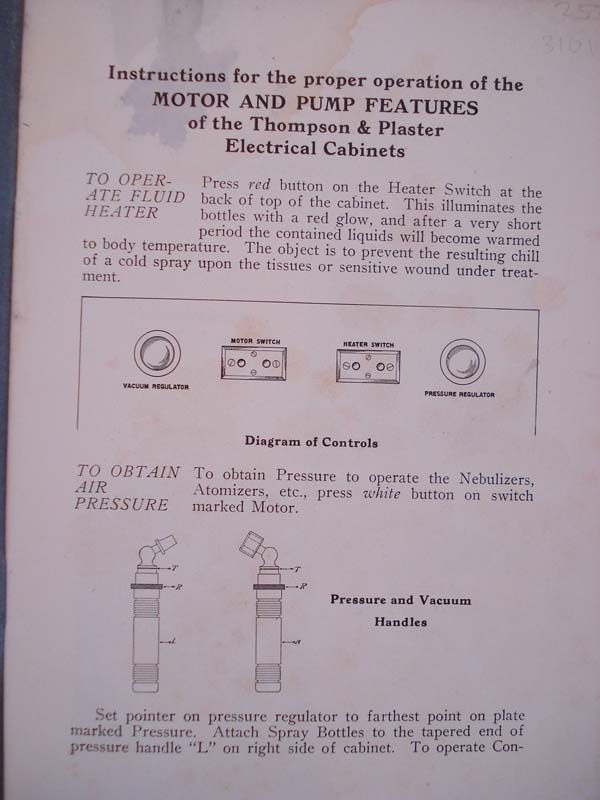 253
3101
Instructions for the proper operation of the
MOTOR AND PUMP FEATURES
of the Thompson & Plaster
Electrical Cabinets
TO OPER-
ATE FLUID
HEATER
Press red button on the Heater Switch at the
back of top of the cabinet. This illuminates the
bottles with a red glow, and after a very short
period the contained liquids will become warmed
to body temperature. The object is to prevent the resulting chill
of a cold spray upon the tissues or sensitive wound under treat-
ment.
MOTOR SWITCH
HEATER SWITCH
VACUUM REGULATOR
PRESSURE REGULATOR
Diagram of Controls
TO OBTAIN
AIR
PRESSURE
To obtain Pressure to operate the Nebulizers,
Atomizers, etc., press white button on switch
marked Motor.
T
R
L
T
R
Pressure and Vacuum
Handles
Set pointer on pressure regulator to farthest point on plate
marked Pressure. Attach Spray Bottles to the tapered end of
pressure handle "L" on right side of cabinet. To operate Con-